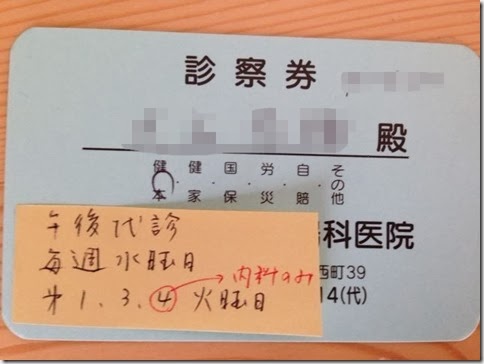 診察券
殿
健本・健家・国保・労災・自賠・その他
科医院
西町39
14(代)
午後代診
毎週水曜日
第1.3.④火曜日
→内科のみ